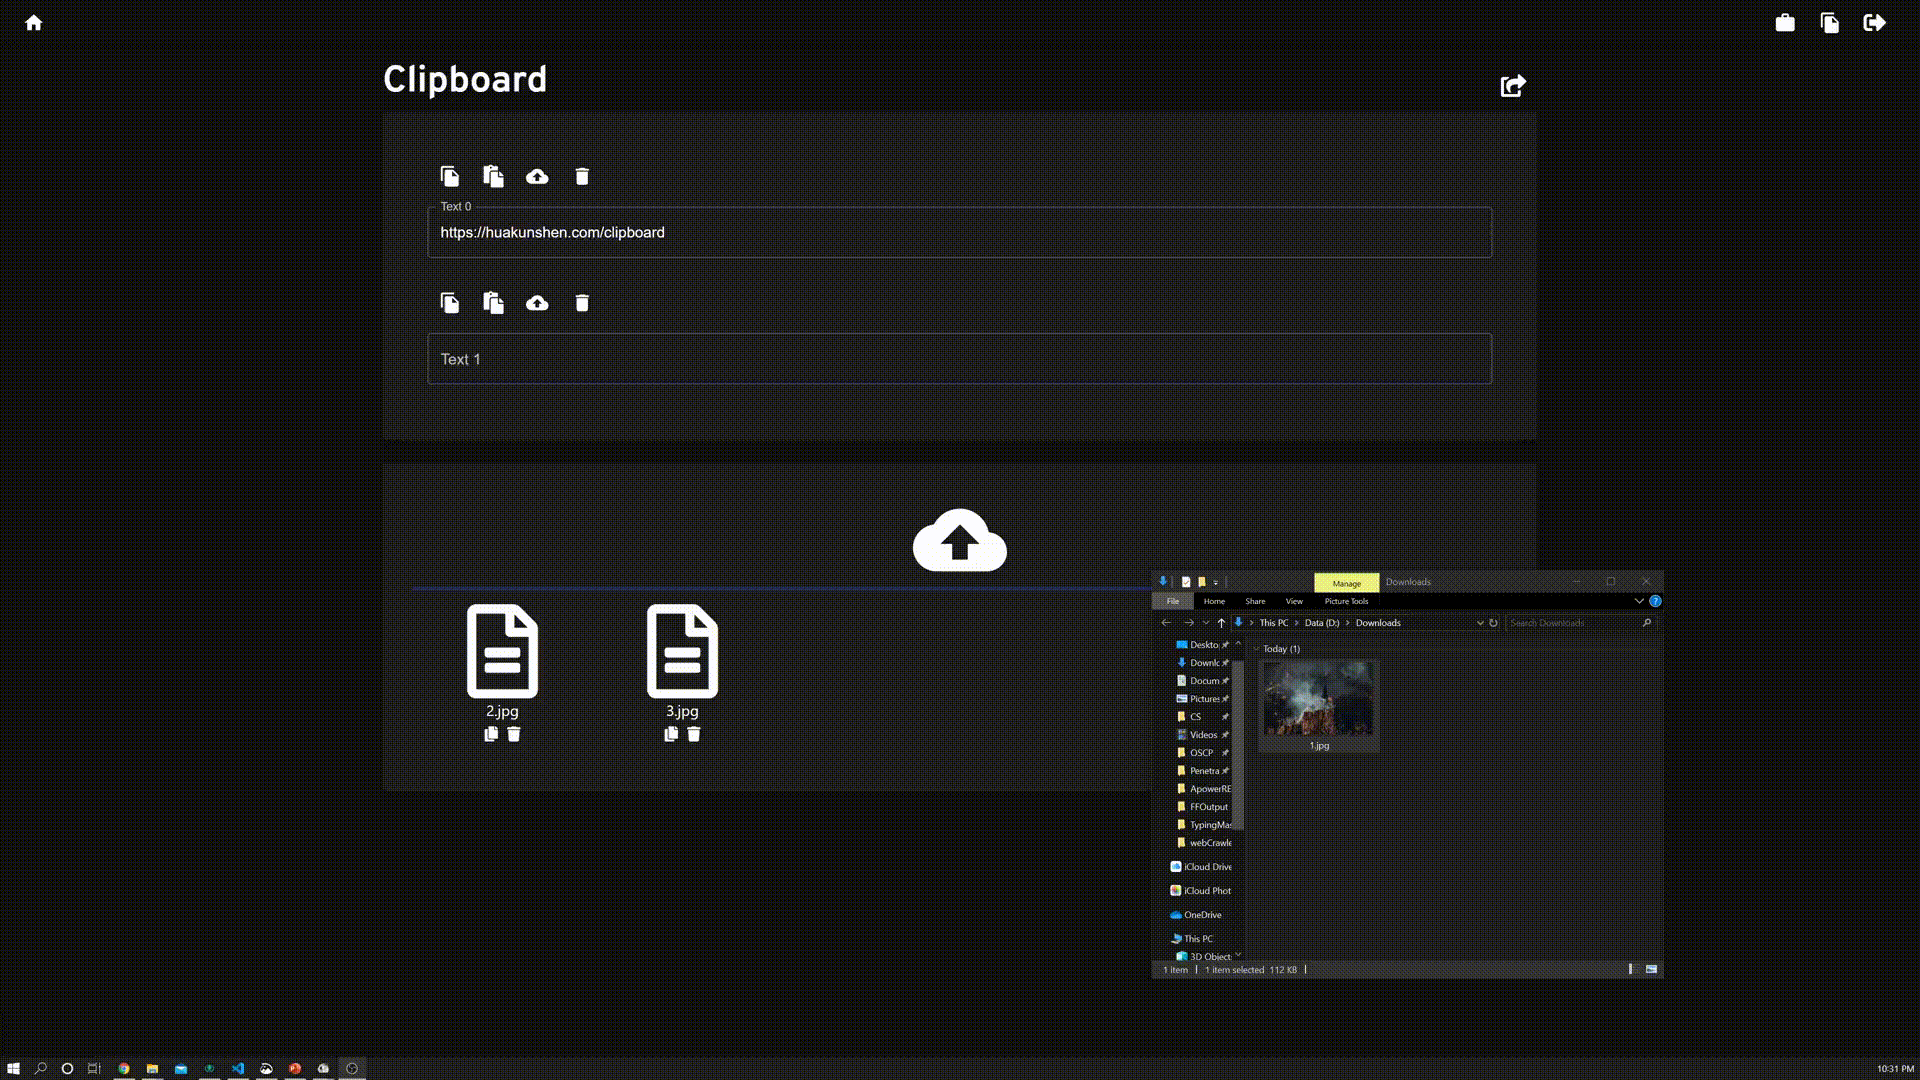 Clipboard
Text 0
https://huakunshen.com/clipboard
Text 1
2.jpg
3.jpg
Manage
Downloads
File
Home
Share
View
Picture Tools
This PC
Data (D:)
Downloads
Search Downloads
Today (1)
1.jpg
Deskto
Downlo
Docum
Pictures
CS
Videos
OSCP
Penetra
ApowerRE
FFOutput
TypingMas
webCrawle
iCloud Drive
iCloud Phot
OneDrive
This PC
3D Object
1 item
1 item selected 112 KB
10:31 PM